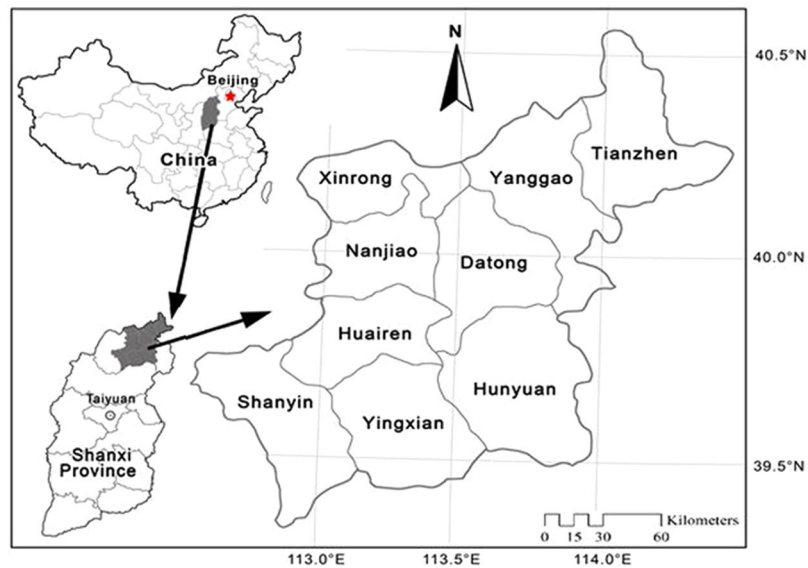 N
Beijing
China
40.5°N
Tianzhen
Xinrong
Yanggao
Nanjiao
Datong
40.0°N
Huairen
Hunyuan
Shanyin
Yingxian
Taiyuan
Shanxi
Province
39.5°N
Kilometers
0 15 30 60
113.0°E
113.5°E
114.0°E